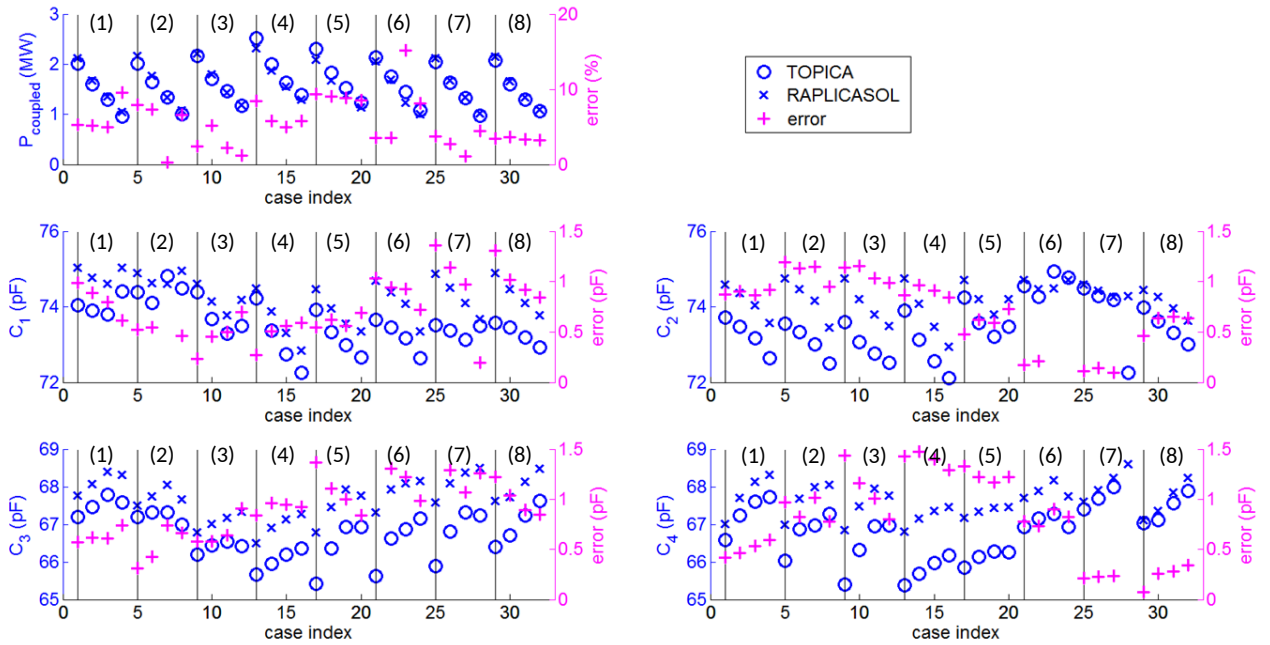 3 (1) (2) (3) (4) (5) (6) (7) (8) 20
2 10
1
0 0
P_coupled (MW)
error (%)
0 5 10 15 20 25 30
case index
TOPICA
RAPLICASOL
error
76 (1) (2) (3) (4) (5) (6) (7) (8) 1.5
1
74
0.5
72 0
C_1 (pF)
error (pF)
0 5 10 15 20 25 30
case index
76 (1) (2) (3) (4) (5) (6) (7) (8) 1.5
1
74
0.5
72 0
C_2 (pF)
error (pF)
0 5 10 15 20 25 30
case index
69 (1) (2) (3) (4) (5) (6) (7) (8) 1.5
68 1
67
66 0.5
65 0
C_3 (pF)
error (pF)
0 5 10 15 20 25 30
case index
69 (1) (2) (3) (4) (5) (6) (7) (8) 1.5
68 1
67
66 0.5
65 0
C_4 (pF)
error (pF)
0 5 10 15 20 25 30
case index